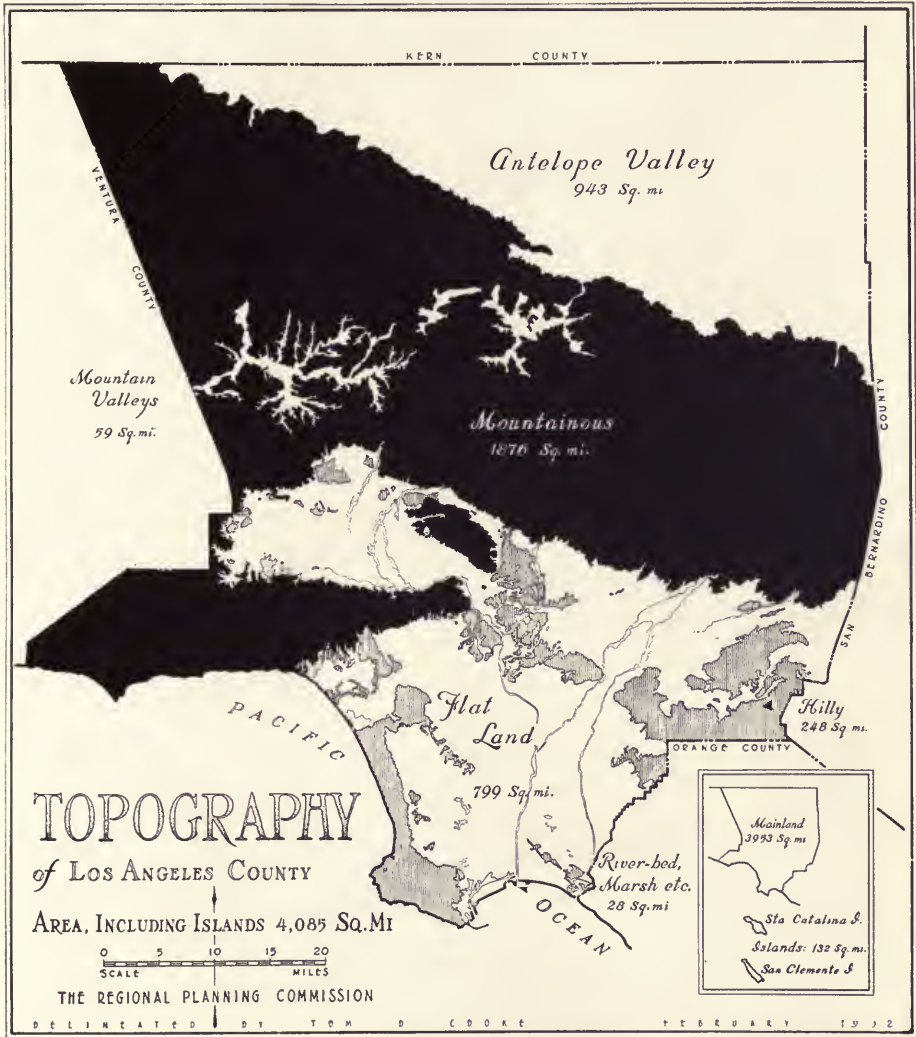 KERN COUNTY
Antelope Valley
943 Sq. mi
VENTURA COUNTY
Mountain
Valleys
59 Sq. mi.
Mountainous
1876 Sq. mi.
SAN BERNARDINO COUNTY
PACIFIC
Flat
Land
799 Sq. mi.
Hilly
248 Sq. mi.
ORANGE COUNTY
River-bed,
Marsh etc.
28 Sq. mi
OCEAN
TOPOGRAPHY
of LOS ANGELES COUNTY
AREA, INCLUDING ISLANDS 4,085 SQ. MI
0 5 10 15 20
SCALE MILES
THE REGIONAL PLANNING COMMISSION
Mainland
3953 Sq. mi
Sta Catalina I.
Islands: 132 Sq. mi.
San Clemente I
DELINEATED BY TOM D COOKE FEBRUARY 1932